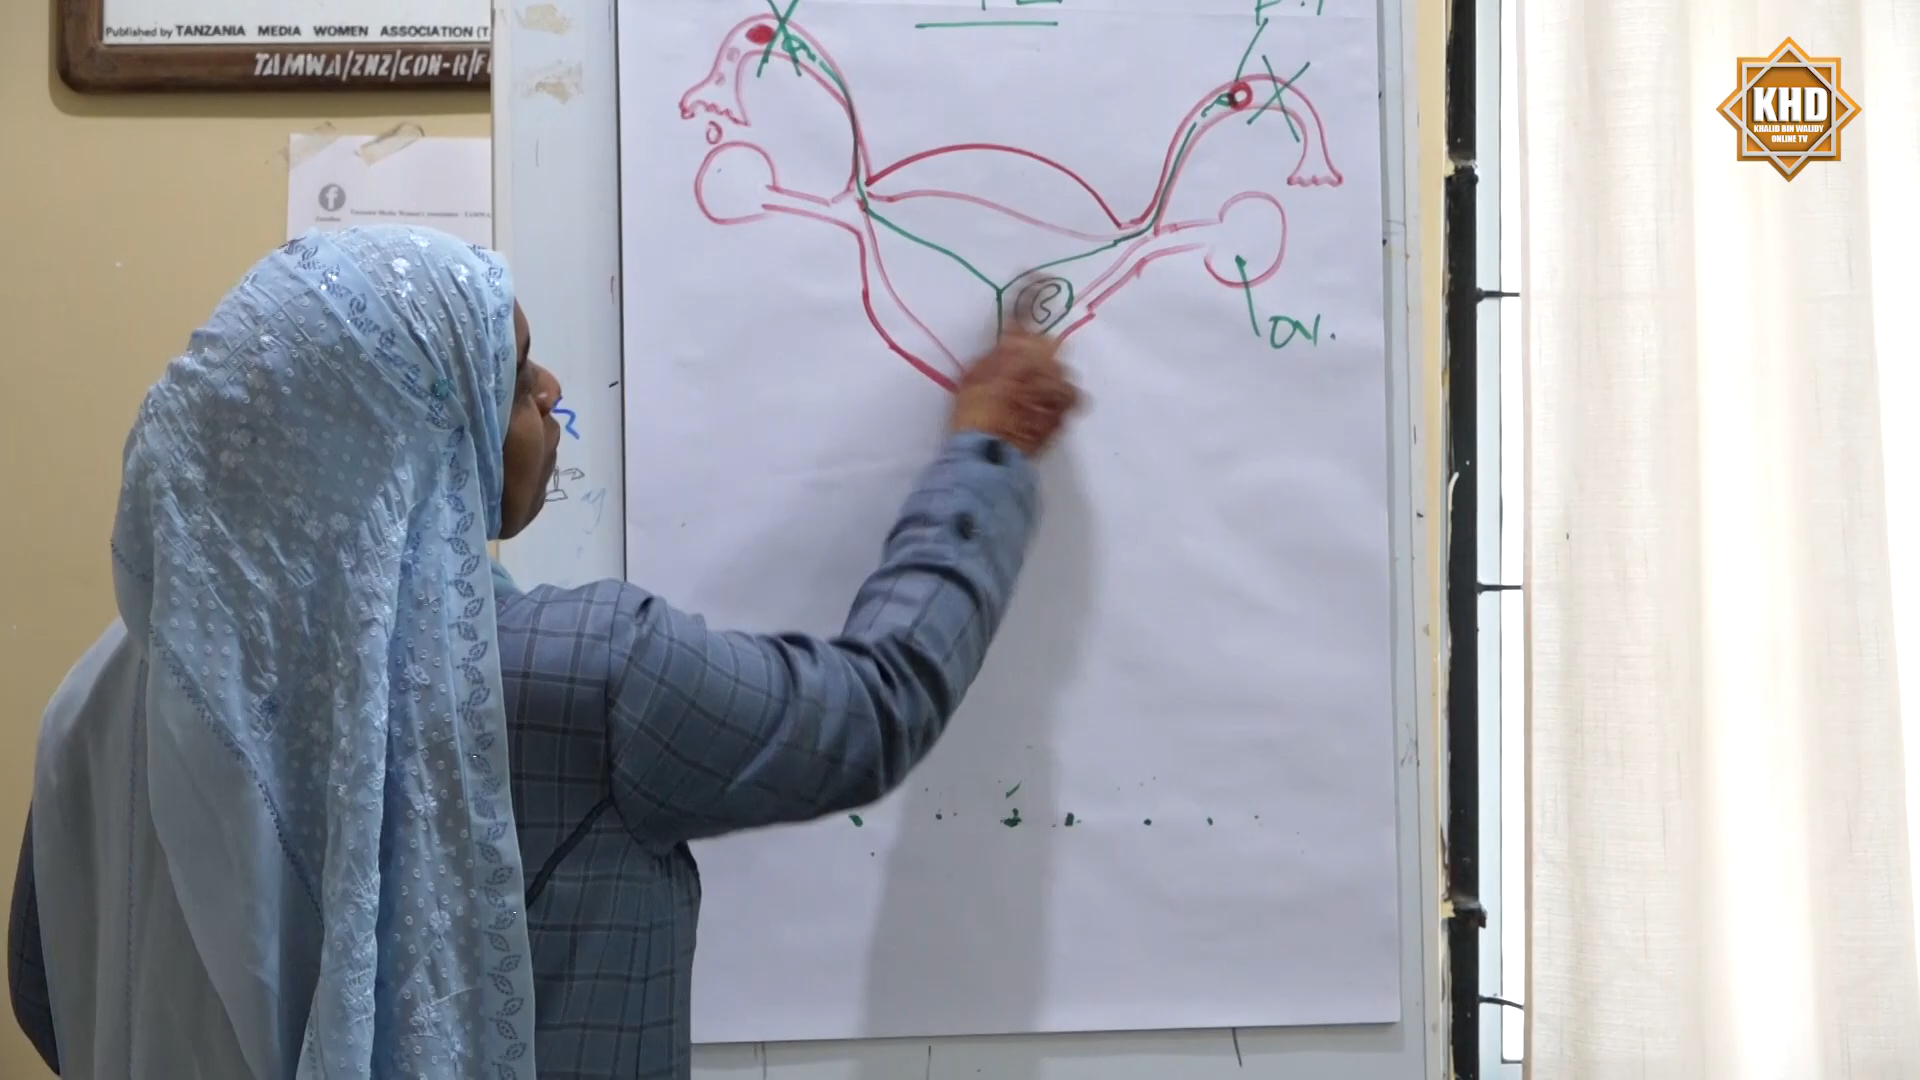 Published by TANZANIA MEDIA WOMEN ASSOCIATION (T
TAMWA/ZNZ/CON-R/F
KHD
KHALID BIN WALIDY
ONLINE TV
f
B
OV.